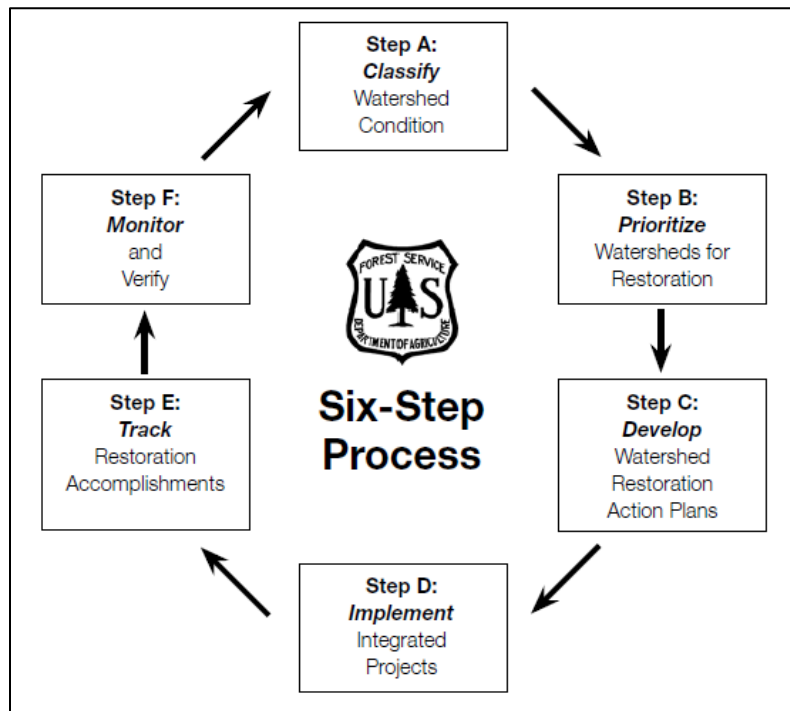 Step A:
Classify
Watershed
Condition
Step B:
Prioritize
Watersheds for
Restoration
Step C:
Develop
Watershed
Restoration
Action Plans
Step D:
Implement
Integrated
Projects
Step E:
Track
Restoration
Accomplishments
Step F:
Monitor
and
Verify
FOREST SERVICE
U S
DEPARTMENT OF AGRICULTURE
Six-Step
Process